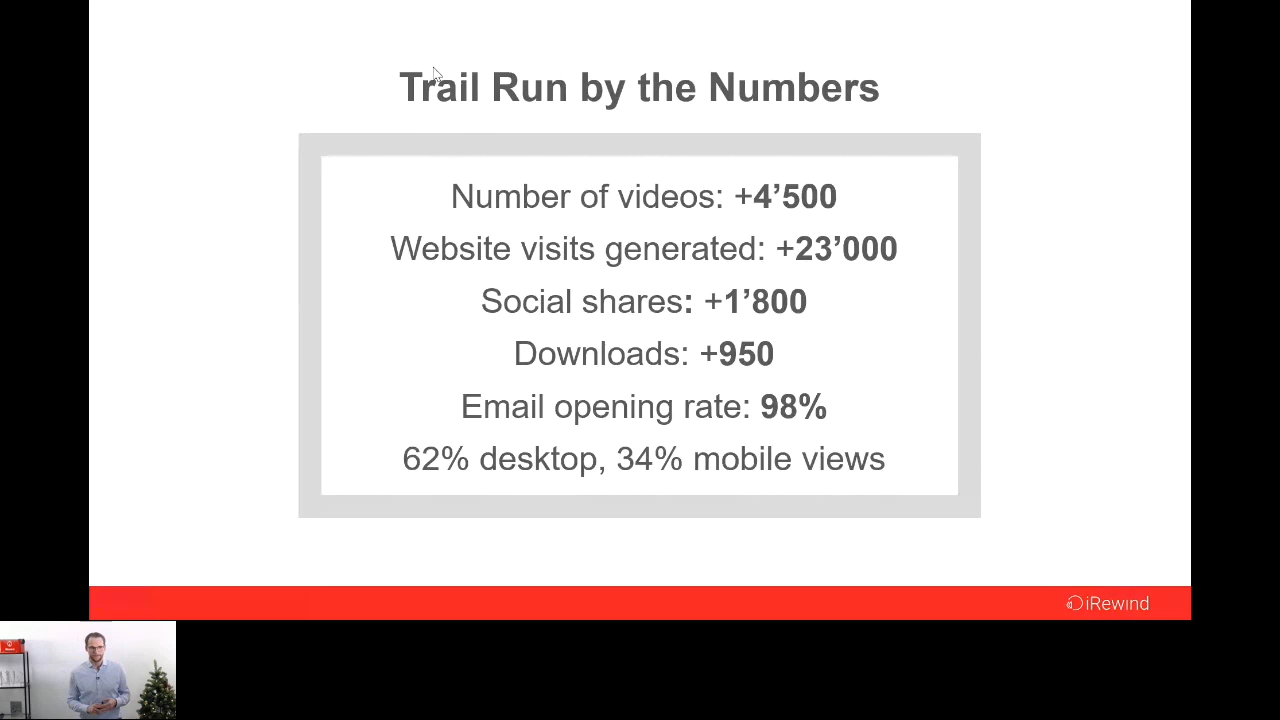 Trail Run by the Numbers
Number of videos: +4’500
Website visits generated: +23’000
Social shares: +1’800
Downloads: +950
Email opening rate: 98%
62% desktop, 34% mobile views
iRewind